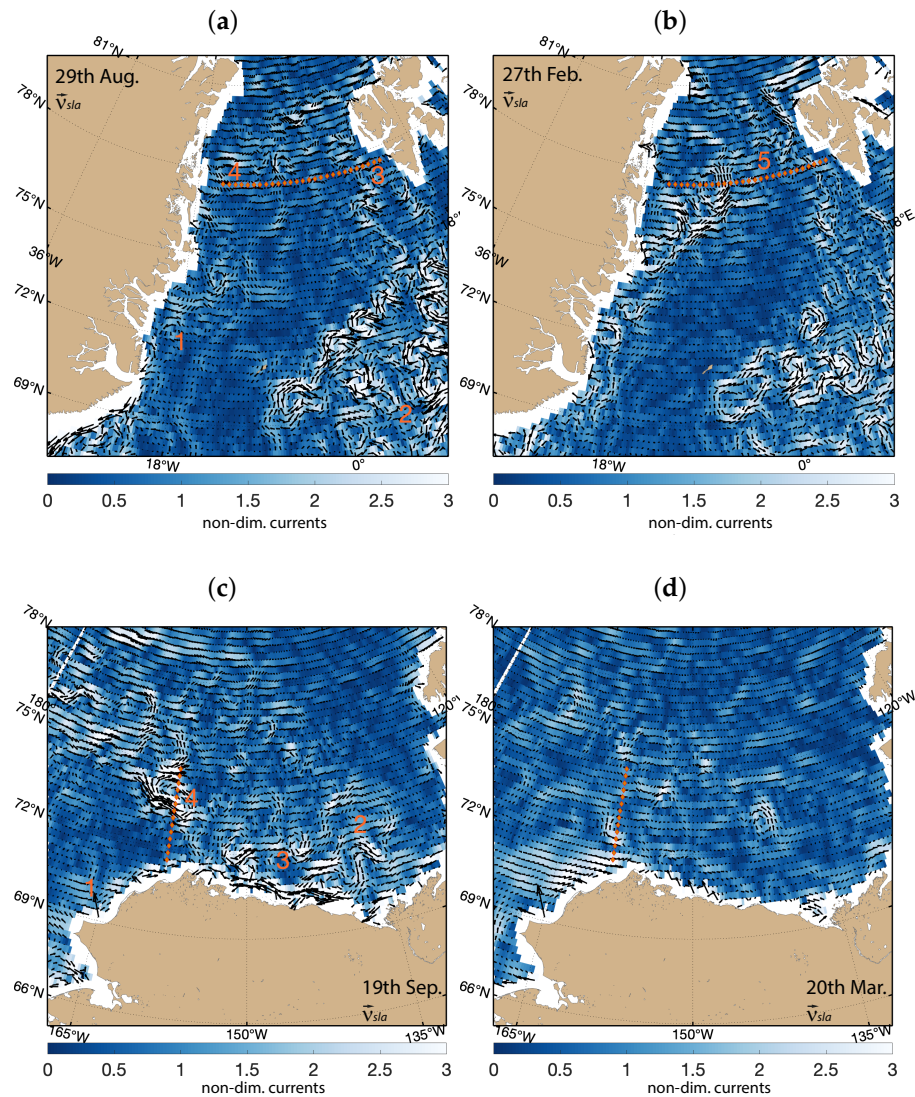 (a)
(b)
81°N
29th Aug.
v sla
78°N
75°N
36°W
72°N
69°N
18°W
0°
4
3
1
2
8°
0 0.5 1 1.5 2 2.5 3
non-dim. currents
81°N
27th Feb.
v sla
78°N
75°N
36°W
72°N
69°N
18°W
0°
5
8°E
0 0.5 1 1.5 2 2.5 3
non-dim. currents
(c)
(d)
78°N
180°
75°N
72°N
69°N
66°N
165°W
150°W
135°W
120°
4
2
3
1
19th Sep.
v sla
0 0.5 1 1.5 2 2.5 3
non-dim. currents
78°N
180°
75°N
72°N
69°N
66°N
165°W
150°W
135°W
120°W
20th Mar.
v sla
0 0.5 1 1.5 2 2.5 3
non-dim. currents